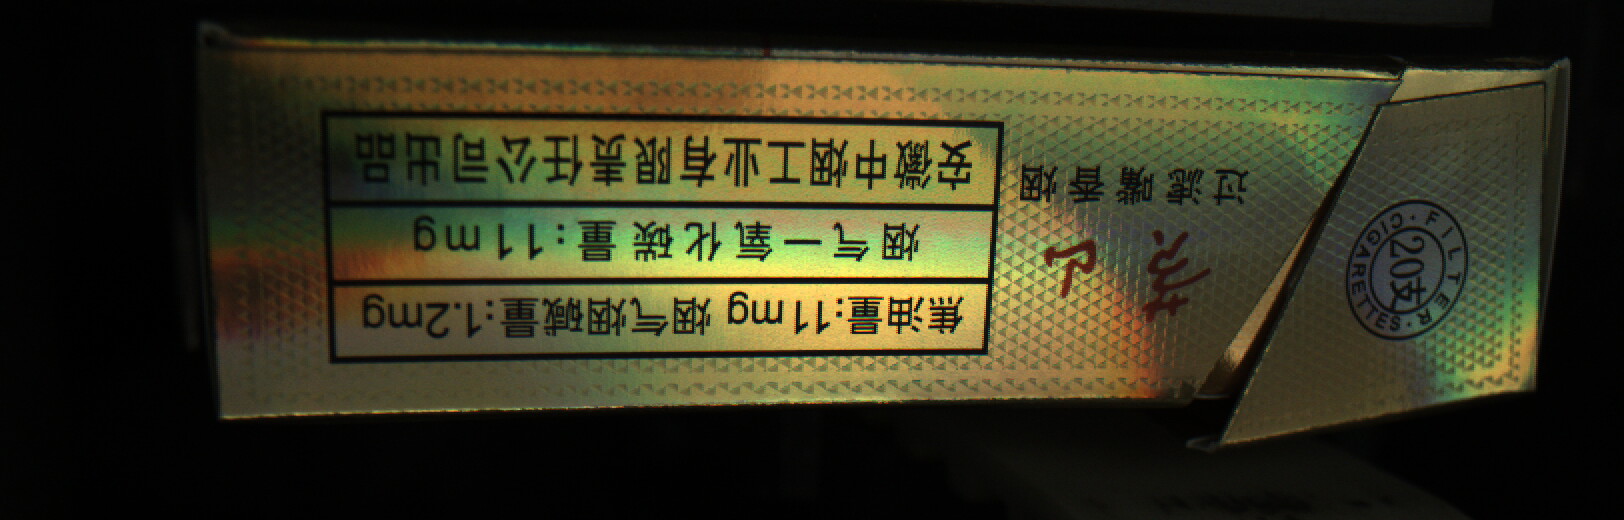 FILTER
20支
CIGARETTES
黄山
过滤嘴香烟
焦油量:11mg 烟气烟碱量:1.2mg
烟气一氧化碳量:11mg
安徽中烟工业有限责任公司出品